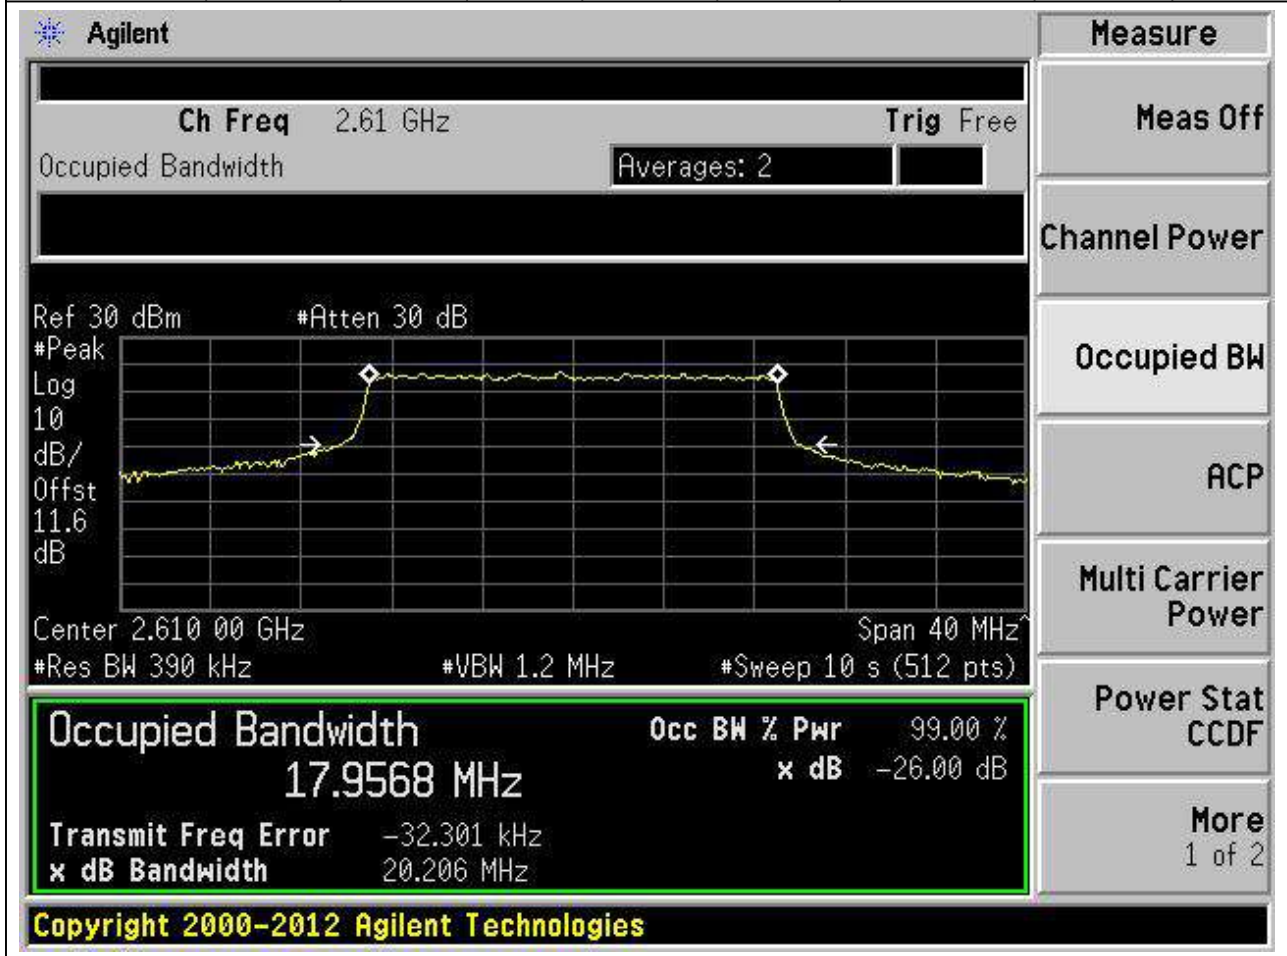 Agilent
Measure
Ch Freq 2.61 GHz Trig Free
Occupied Bandwidth Averages: 2
Ref 30 dBm #Atten 30 dB
#Peak
Log
10
dB/
Offst
11.6
dB
Center 2.610 00 GHz Span 40 MHz^
#Res BW 390 kHz #VBW 1.2 MHz #Sweep 10 s (512 pts)
Occupied Bandwidth Occ BW % Pwr 99.00 %
17.9568 MHz x dB -26.00 dB
Transmit Freq Error -32.301 kHz
x dB Bandwidth 20.206 MHz
Copyright 2000-2012 Agilent Technologies
Meas Off
Channel Power
Occupied BW
ACP
Multi Carrier
Power
Power Stat
CCDF
More
1 of 2